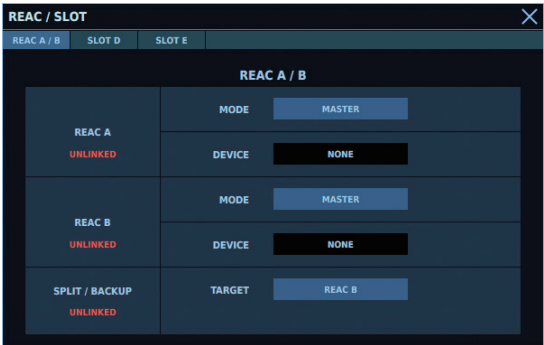 REAC / SLOT
REAC A / B SLOT D SLOT E
REAC A / B
REAC A
UNLINKED
MODE MASTER
DEVICE NONE
REAC B
UNLINKED
MODE MASTER
DEVICE NONE
SPLIT / BACKUP
UNLINKED
TARGET REAC B